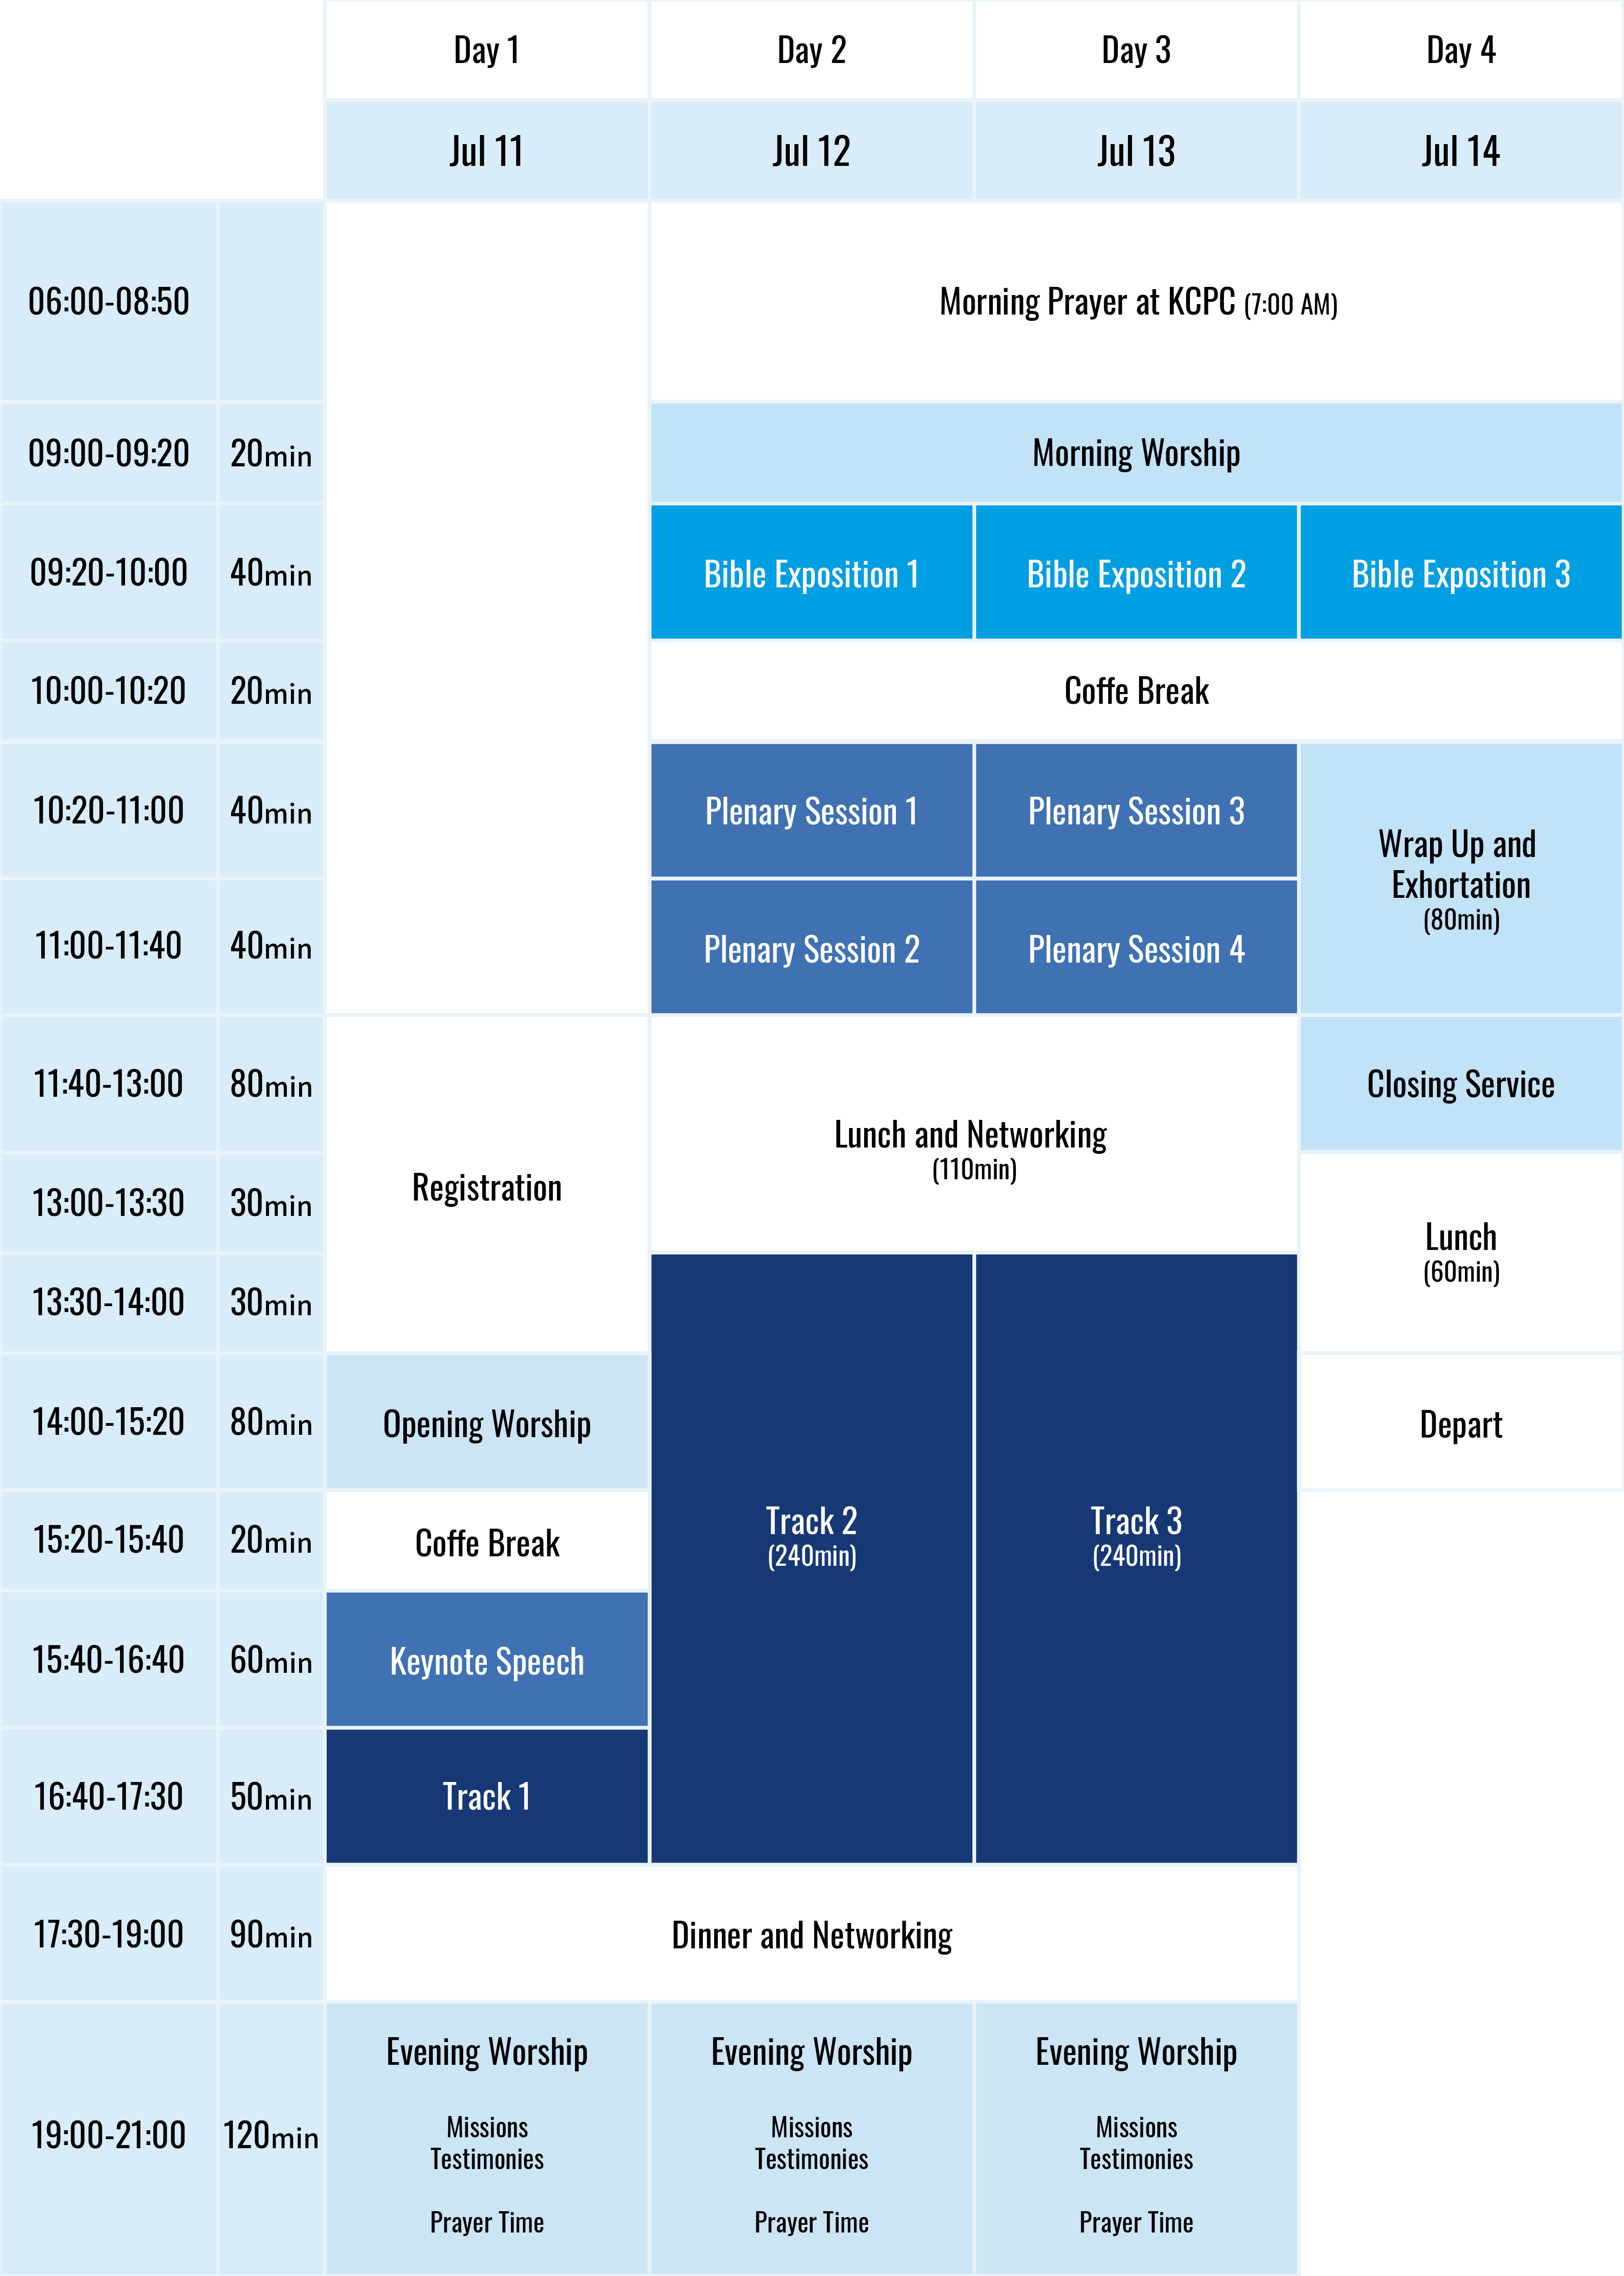 Day 1 Day 2 Day 3 Day 4
Jul 11 Jul 12 Jul 13 Jul 14
06:00-08:50 Morning Prayer at KCPC (7:00 AM)
09:00-09:20 20min Morning Worship
09:20-10:00 40min Bible Exposition 1 Bible Exposition 2 Bible Exposition 3
10:00-10:20 20min Coffe Break
10:20-11:00 40min Plenary Session 1 Plenary Session 3
Wrap Up and
Exhortation
(80min)
11:00-11:40 40min Plenary Session 2 Plenary Session 4
11:40-13:00 80min Closing Service
Lunch and Networking
(110min)
Registration
13:00-13:30 30min
Lunch
(60min)
13:30-14:00 30min
14:00-15:20 80min Opening Worship Depart
Track 2 Track 3
(240min) (240min)
15:20-15:40 20min Coffe Break
15:40-16:40 60min Keynote Speech
16:40-17:30 50min Track 1
17:30-19:00 90min Dinner and Networking
Evening Worship Evening Worship Evening Worship
19:00-21:00 120min Missions Missions Missions
Testimonies Testimonies Testimonies
Prayer Time Prayer Time Prayer Time